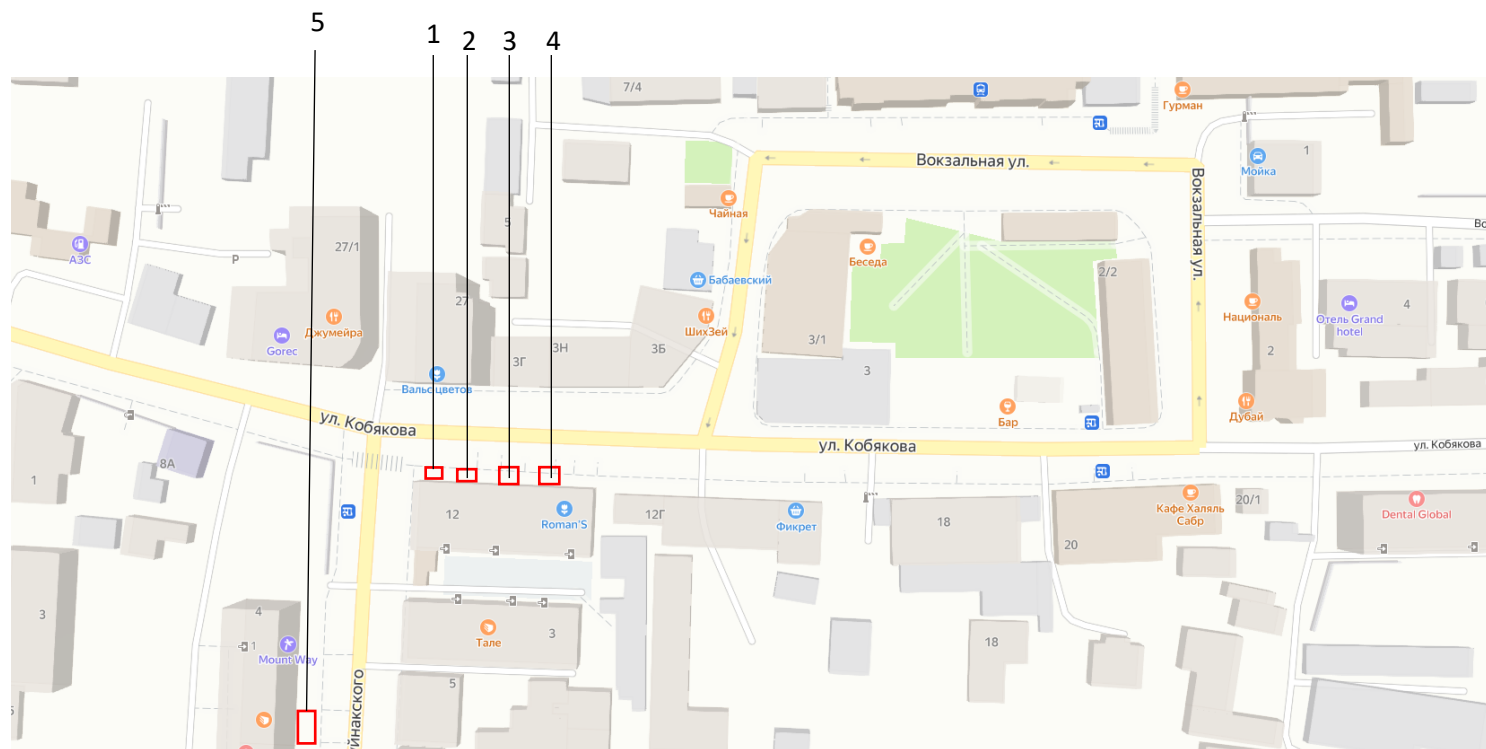 5
1
2
3
4
7/4
Гурман
Вокзальная ул.
1
Мойка
Вокзальная ул.
Чайная
5
27/1
АЗС
P
Беседа
Бабаевский
2/2
27
Джумейра
Gorec
ШихЗей
Националь
4
Отель Grand
hotel
3/1
3Н
3Б
3Г
2
3
Вальс цветов
Бар
Дубай
ул. Кобякова
ул. Кобякова
ул. Кобякова
8А
1
12
Roman'S
12Г
Фикрет
18
20
Кафе Халяль
Сабр
20/1
Dental Global
3
4
1
Mount Way
Тале
3
18
5
уйнакского